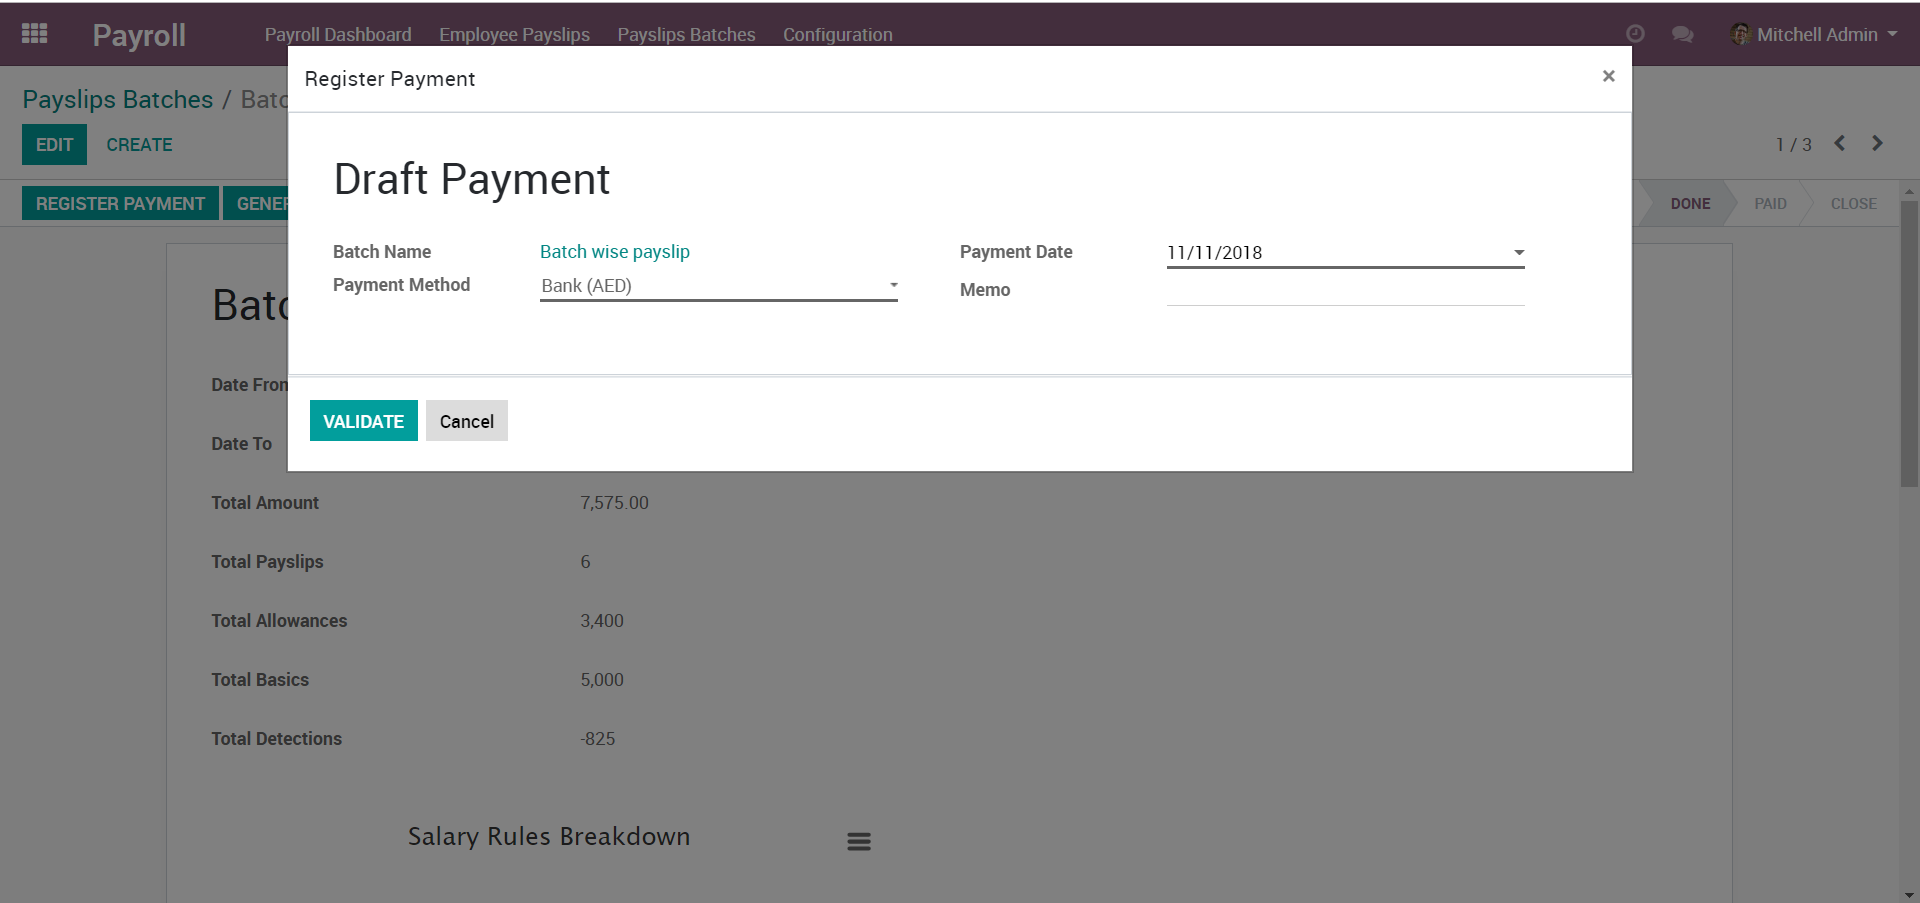 Payroll Payroll Dashboard Employee Payslips Payslips Batches Configuration Mitchell Admin
Register Payment ×
Payslips Batches / Batc
EDIT CREATE 1 / 3
Draft Payment
REGISTER PAYMENT GENER DONE PAID CLOSE
Batch Name Batch wise payslip Payment Date 11/11/2018
Payment Method Bank (AED) Memo
Batc
Date From
VALIDATE Cancel
Date To
Total Amount 7,575.00
Total Payslips 6
Total Allowances 3,400
Total Basics 5,000
Total Detections -825
Salary Rules Breakdown